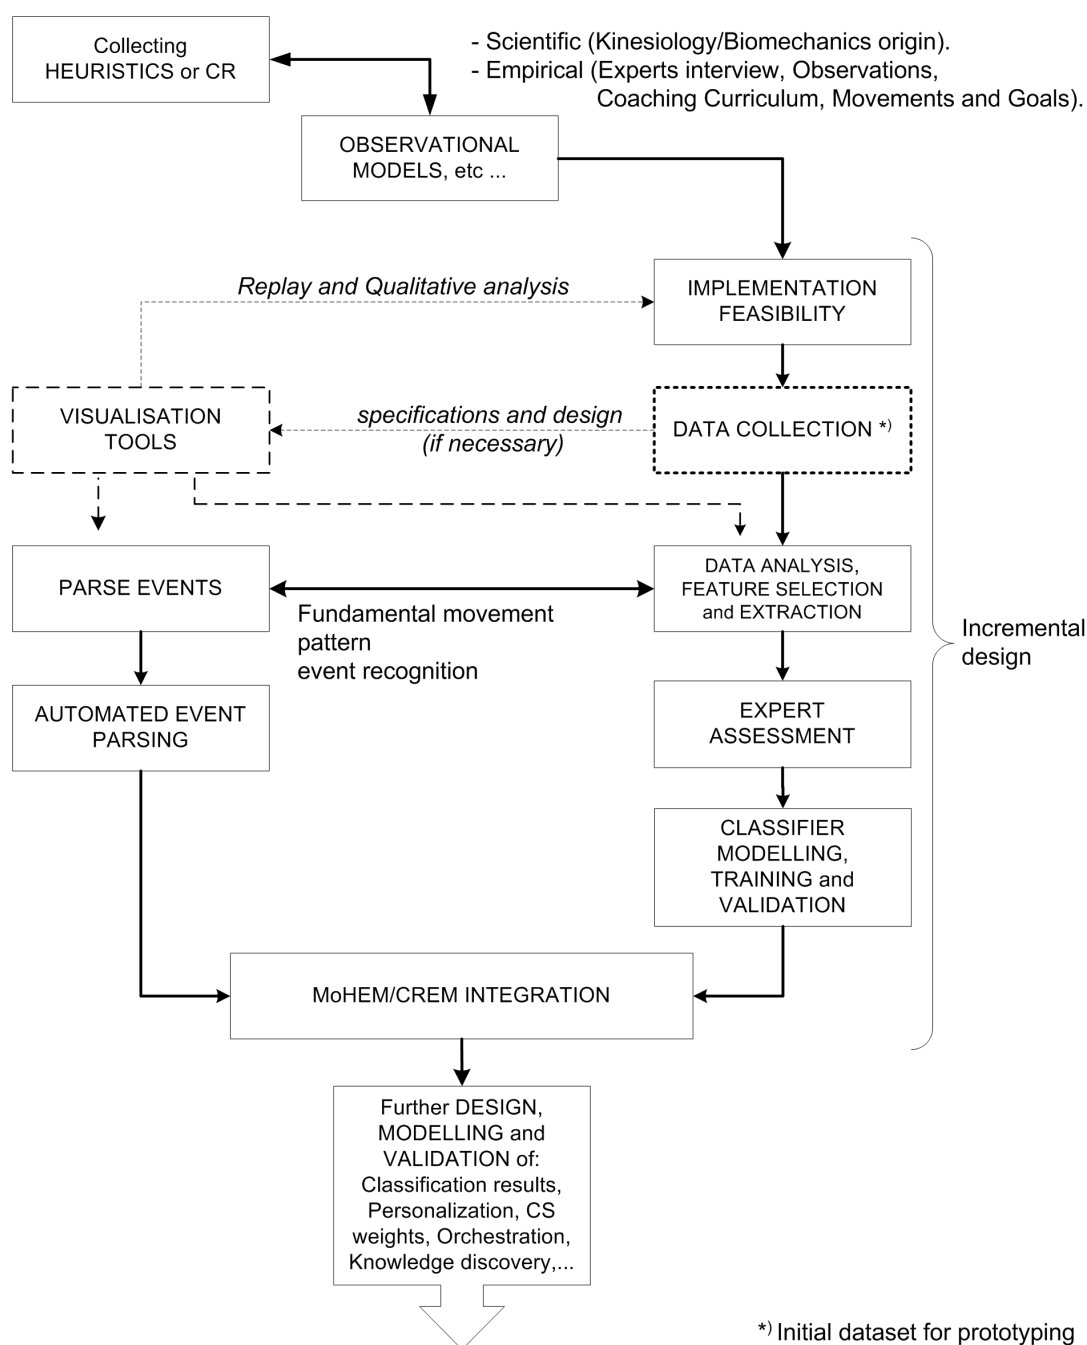 Collecting
HEURISTICS or CR
- Scientific (Kinesiology/Biomechanics origin).
- Empirical (Experts interview, Observations,
Coaching Curriculum, Movements and Goals).
OBSERVATIONAL
MODELS, etc ...
Replay and Qualitative analysis
IMPLEMENTATION
FEASIBILITY
VISUALISATION
TOOLS
specifications and design
(if necessary)
DATA COLLECTION *)
PARSE EVENTS
Fundamental movement
pattern
event recognition
DATA ANALYSIS,
FEATURE SELECTION
and EXTRACTION
Incremental
design
AUTOMATED EVENT
PARSING
EXPERT
ASSESSMENT
CLASSIFIER
MODELLING,
TRAINING and
VALIDATION
MoHEM/CREM INTEGRATION
Further DESIGN,
MODELLING and
VALIDATION of:
Classification results,
Personalization, CS
weights, Orchestration,
Knowledge discovery,...
*) Initial dataset for prototyping